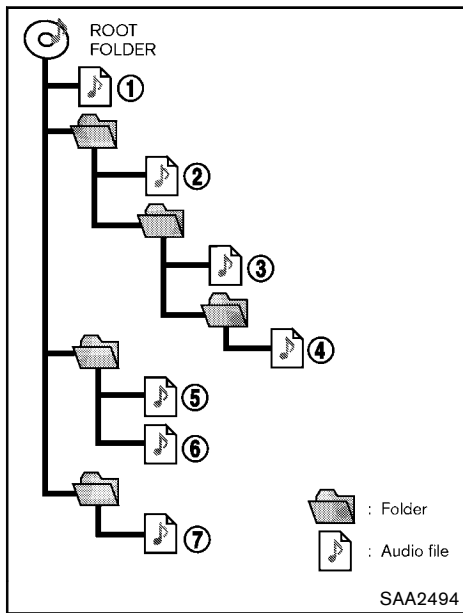 ROOT
FOLDER
①
②
③
④
⑤
⑥
⑦
: Folder
: Audio file
SAA2494